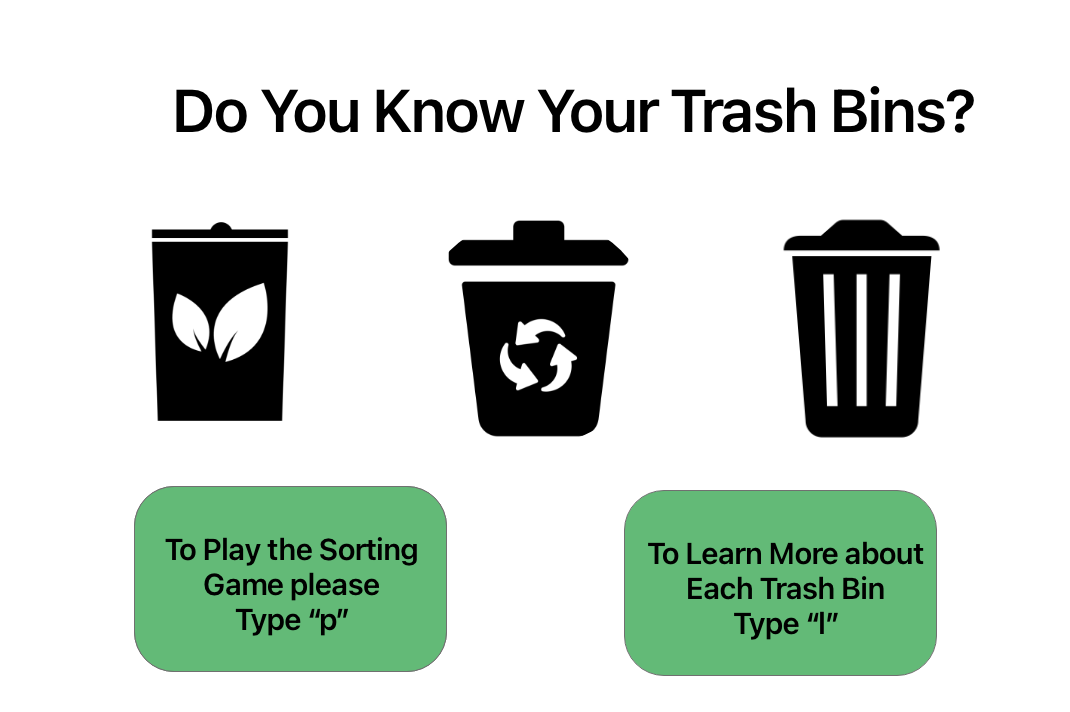 Do You Know Your Trash Bins?
To Play the Sorting
Game please
Type “p”
To Learn More about
Each Trash Bin
Type “l”